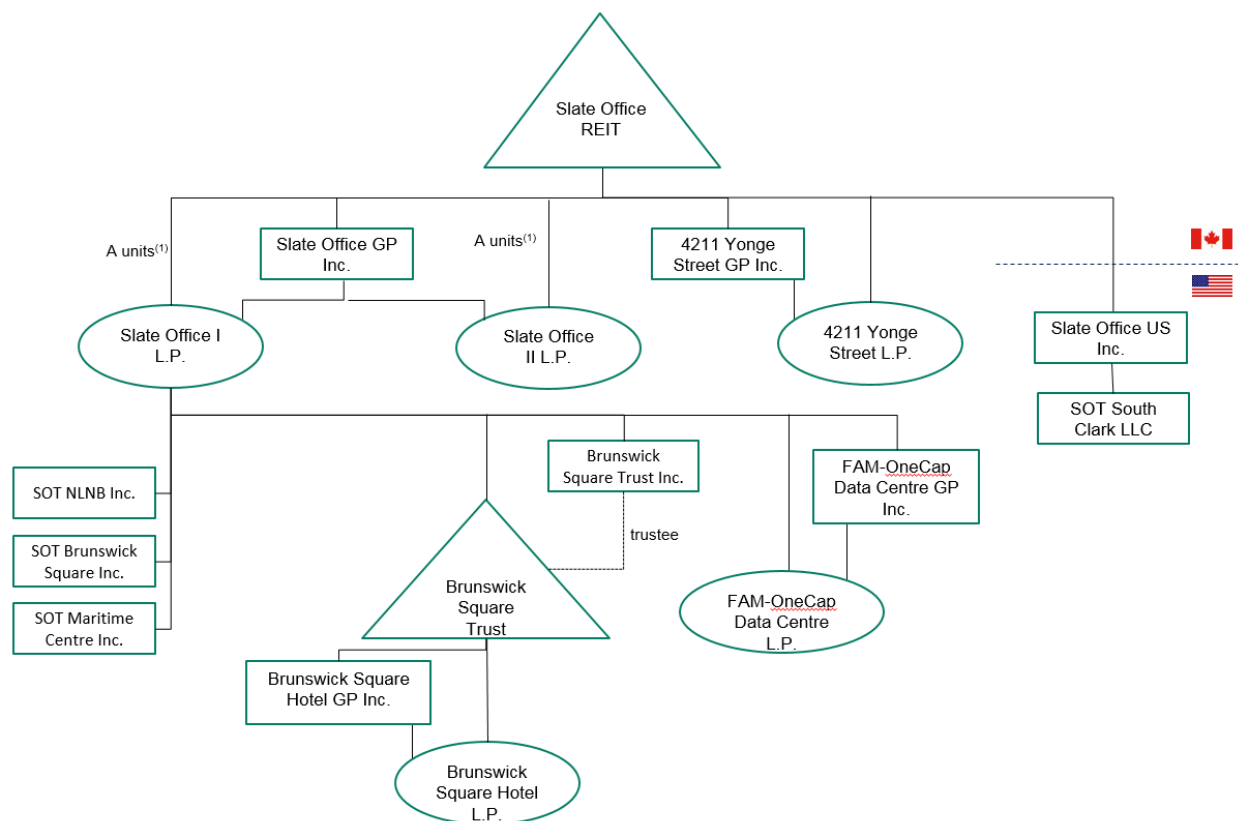 Slate Office
REIT
A units(1)
Slate Office GP
Inc.
A units(1)
4211 Yonge
Street GP Inc.
Slate Office I
L.P.
Slate Office
II L.P.
4211 Yonge
Street L.P.
Slate Office US
Inc.
SOT South
Clark LLC
SOT NLNB Inc.
SOT Brunswick
Square Inc.
SOT Maritime
Centre Inc.
Brunswick
Square Trust Inc.
trustee
FAM-OneCap
Data Centre GP
Inc.
Brunswick
Square
Trust
FAM-OneCap
Data Centre
L.P.
Brunswick Square
Hotel GP Inc.
Brunswick
Square Hotel
L.P.